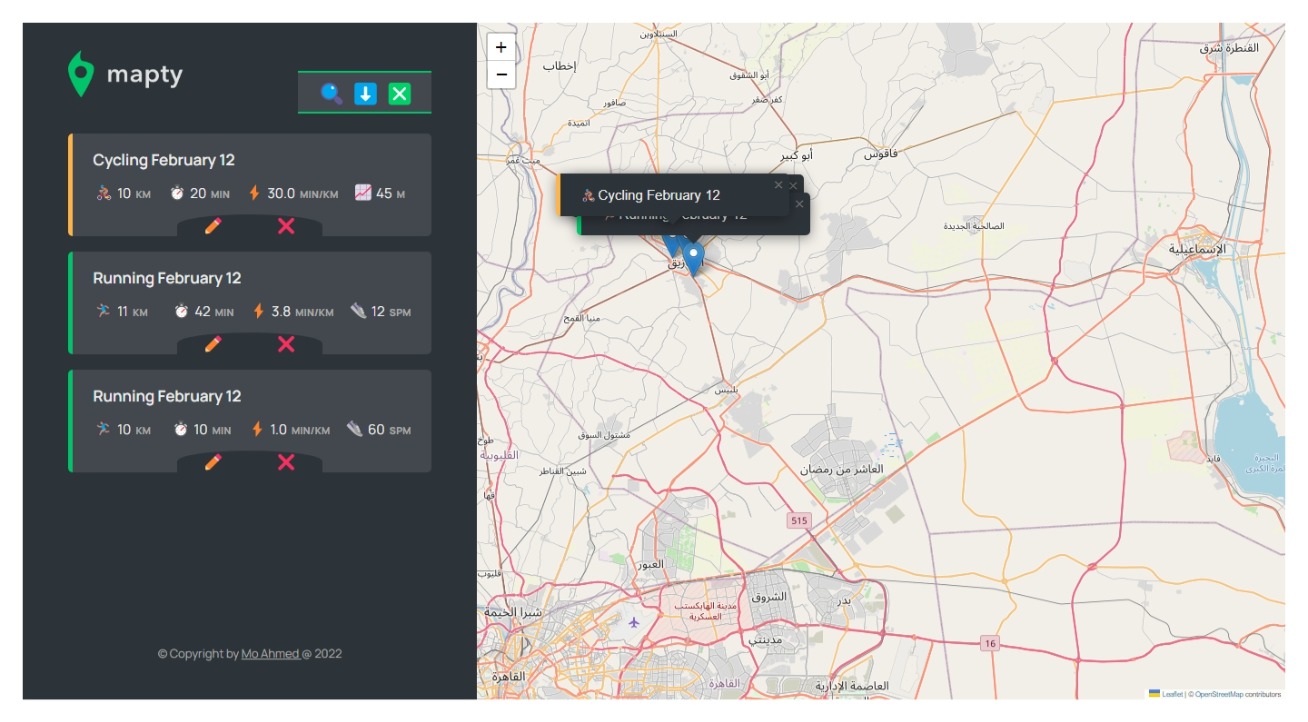 mapty
Cycling February 12
10 KM
20 MIN
30.0 MIN/KM
45 M
Running February 12
11 KM
42 MIN
3.8 MIN/KM
12 SPM
Running February 12
10 KM
10 MIN
1.0 MIN/KM
60 SPM
© Copyright by Mo Ahmed @ 2022
+
−
السنبلاوين
القنطرة شرق
إخطاب
أبو الشقوق
كفر صقر
صافور
ميت غمر
أبو كبير
فاقوس
× ×
Cycling February 12
×
Running February 12
الصالحية الجديدة
الإسماعيلية
منيا القمح
بلبيس
مشتول السوق
طوخ
القليوبية
شبين القناطر
العاشر من رمضان
فايد
البحيرة
المرة الكبرى
قها
515
العبور
قليوب
الشروق
بدر
مدينة الهايكستب
العسكرية
شبرا الخيمة
مدينتي
16
القاهرة
القاهرة
العاصمة الإدارية
Leaflet | © OpenStreetMap contributors